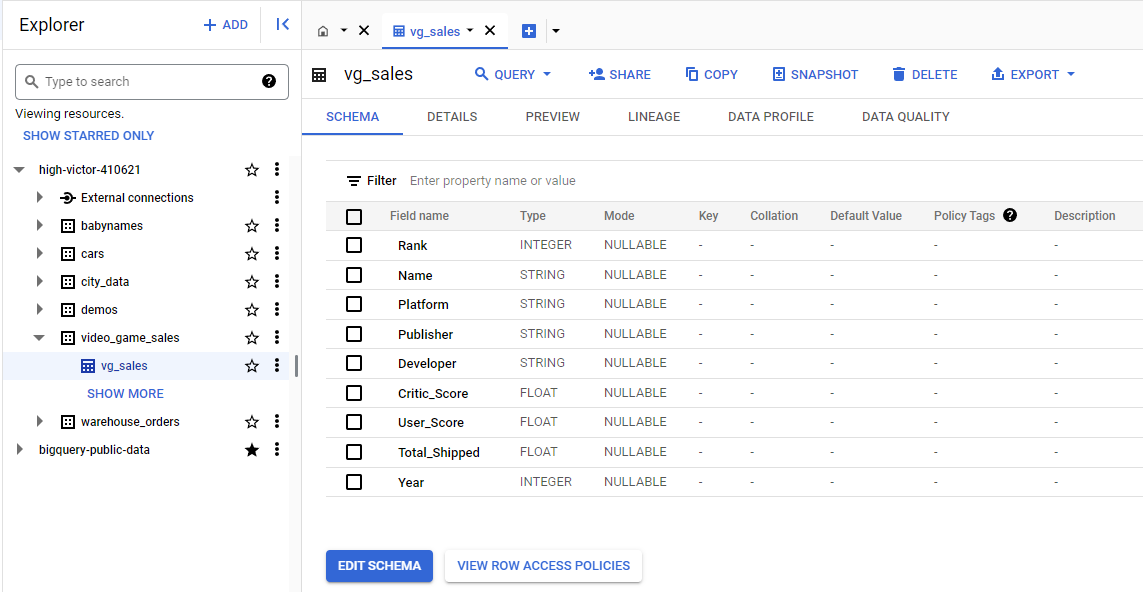 Explorer
ADD
Type to search
Viewing resources.
SHOW STARRED ONLY
high-victor-410621
External connections
babynames
cars
city_data
demos
video_game_sales
vg_sales
SHOW MORE
warehouse_orders
bigquery-public-data
vg_sales
vg_sales QUERY SHARE COPY SNAPSHOT DELETE EXPORT
SCHEMA DETAILS PREVIEW LINEAGE DATA PROFILE DATA QUALITY
Filter Enter property name or value
Field name Type Mode Key Collation Default Value Policy Tags Description
Rank INTEGER NULLABLE - - - - -
Name STRING NULLABLE - - - - -
Platform STRING NULLABLE - - - - -
Publisher STRING NULLABLE - - - - -
Developer STRING NULLABLE - - - - -
Critic_Score FLOAT NULLABLE - - - - -
User_Score FLOAT NULLABLE - - - - -
Total_Shipped FLOAT NULLABLE - - - - -
Year INTEGER NULLABLE - - - - -
EDIT SCHEMA VIEW ROW ACCESS POLICIES